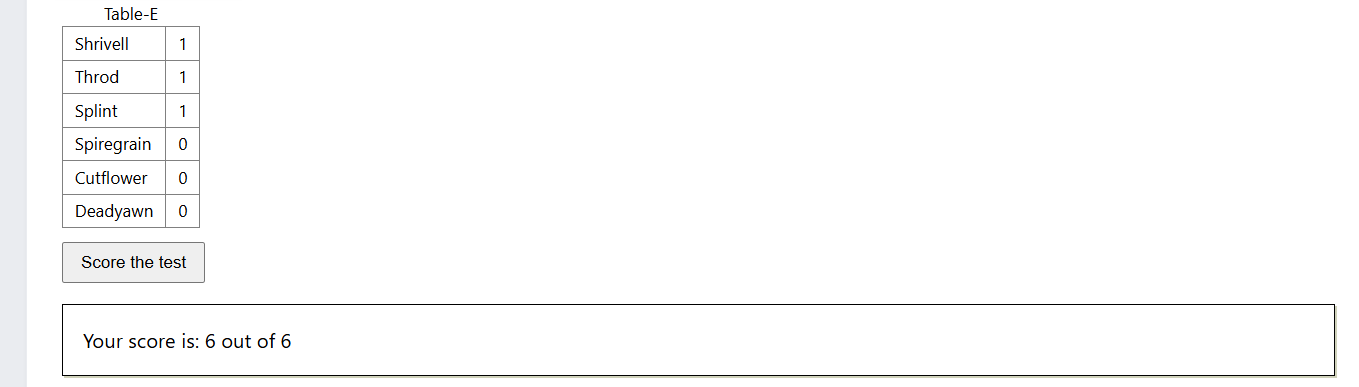 Table-E
Shrivell 1
Throd 1
Splint 1
Spiregrain 0
Cutflower 0
Deadyawn 0
Score the test
Your score is: 6 out of 6